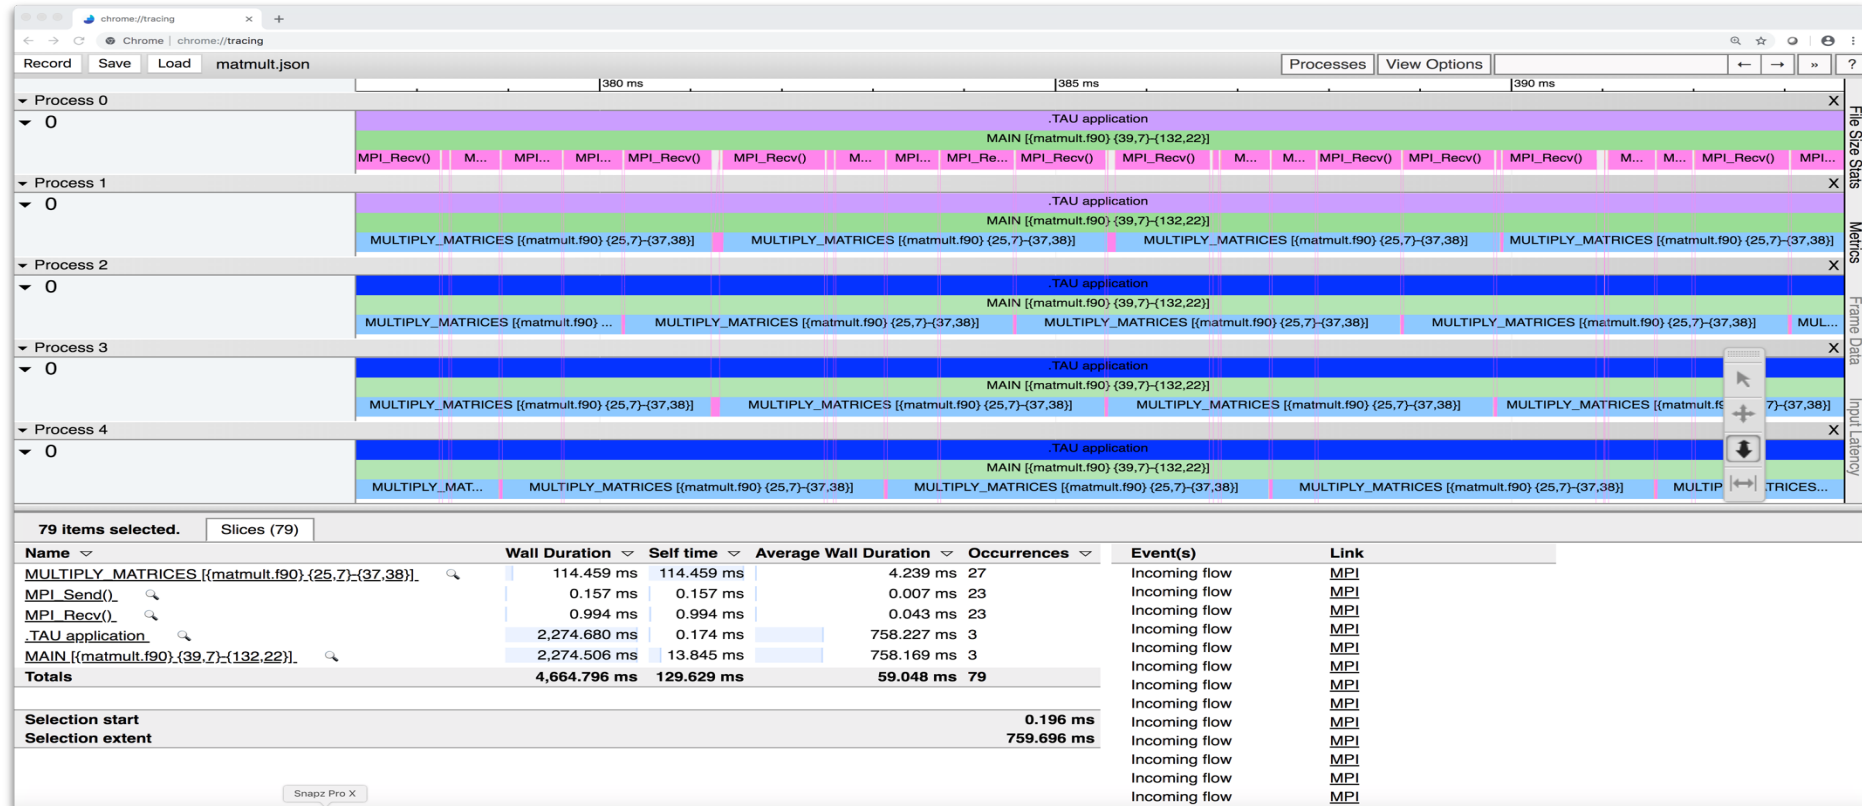 chrome://tracing × +
Chrome | chrome://tracing
Record Save Load matmult.json Processes View Options ← → » ?
380 ms 385 ms 390 ms
Process 0 X
0 .TAU application
MAIN [{matmult.f90} {39,7}-{132,22}]
MPI_Recv() M... MPI... MPI... MPI_Recv() MPI_Recv() M... MPI... MPI_Re... MPI_Recv() MPI_Recv() M... M... MPI_Recv() MPI_Recv() MPI_Recv() M... M... MPI_Recv() MPI...
Process 1 X
0 .TAU application
MAIN [{matmult.f90} {39,7}-{132,22}]
MULTIPLY_MATRICES [{matmult.f90} {25,7}-{37,38}] MULTIPLY_MATRICES [{matmult.f90} {25,7}-{37,38}] MULTIPLY_MATRICES [{matmult.f90} {25,7}-{37,38}] MULTIPLY_MATRICES [{matmult.f90} {25,7}-{37,38}]
Process 2 X
0 .TAU application
MAIN [{matmult.f90} {39,7}-{132,22}]
MULTIPLY_MATRICES [{matmult.f90} ... MULTIPLY_MATRICES [{matmult.f90} {25,7}-{37,38}] MULTIPLY_MATRICES [{matmult.f90} {25,7}-{37,38}] MULTIPLY_MATRICES [{matmult.f90} {25,7}-{37,38}] MUL...
Process 3 X
0 .TAU application
MAIN [{matmult.f90} {39,7}-{132,22}]
MULTIPLY_MATRICES [{matmult.f90} {25,7}-{37,38}] MULTIPLY_MATRICES [{matmult.f90} {25,7}-{37,38}] MULTIPLY_MATRICES [{matmult.f90} {25,7}-{37,38}] MULTIPLY_MATRICES [{matmult.f9 7}-{37,38}]
Process 4 X
0 .TAU application
MAIN [{matmult.f90} {39,7}-{132,22}]
MULTIPLY_MAT... MULTIPLY_MATRICES [{matmult.f90} {25,7}-{37,38}] MULTIPLY_MATRICES [{matmult.f90} {25,7}-{37,38}] MULTIPLY_MATRICES [{matmult.f90} {25,7}-{37,38}] MULTIP TRICES...
File Size Stats
Metrics
Frame Data
Input Latency
79 items selected. Slices (79)
Name Wall Duration Self time Average Wall Duration Occurrences Event(s) Link
MULTIPLY_MATRICES [{matmult.f90} {25,7}-{37,38}] 114.459 ms 114.459 ms 4.239 ms 27 Incoming flow MPI
MPI_Send() 0.157 ms 0.157 ms 0.007 ms 23 Incoming flow MPI
MPI_Recv() 0.994 ms 0.994 ms 0.043 ms 23 Incoming flow MPI
.TAU application 2,274.680 ms 0.174 ms 758.227 ms 3 Incoming flow MPI
MAIN [{matmult.f90} {39,7}-{132,22}] 2,274.506 ms 13.845 ms 758.169 ms 3 Incoming flow MPI
Totals 4,664.796 ms 129.629 ms 59.048 ms 79 Incoming flow MPI
Incoming flow MPI
Incoming flow MPI
Selection start 0.196 ms Incoming flow MPI
Selection extent 759.696 ms Incoming flow MPI
Incoming flow MPI
Incoming flow MPI
Incoming flow MPI
Snapz Pro X